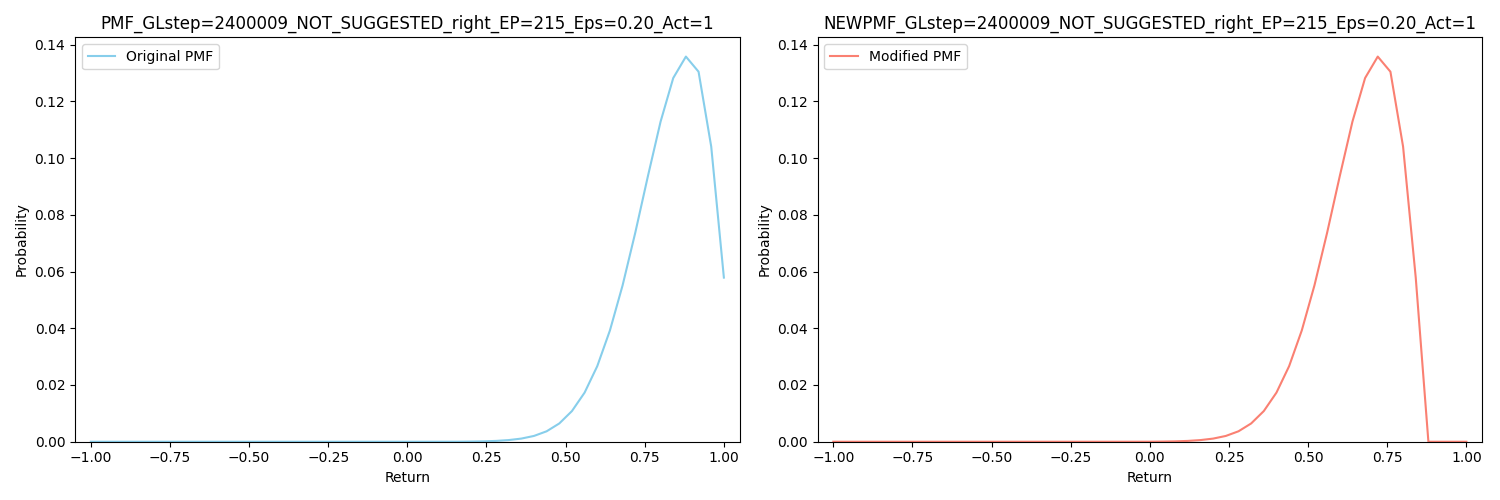 PMF_GLstep=2400009_NOT_SUGGESTED_right_EP=215_Eps=0.20_Act=1
Original PMF
Probability
0.14
0.12
0.10
0.08
0.06
0.04
0.02
0.00
−1.00 −0.75 −0.50 −0.25 0.00 0.25 0.50 0.75 1.00
Return
NEWPMF_GLstep=2400009_NOT_SUGGESTED_right_EP=215_Eps=0.20_Act=1
Modified PMF
Probability
0.14
0.12
0.10
0.08
0.06
0.04
0.02
0.00
−1.00 −0.75 −0.50 −0.25 0.00 0.25 0.50 0.75 1.00
Return